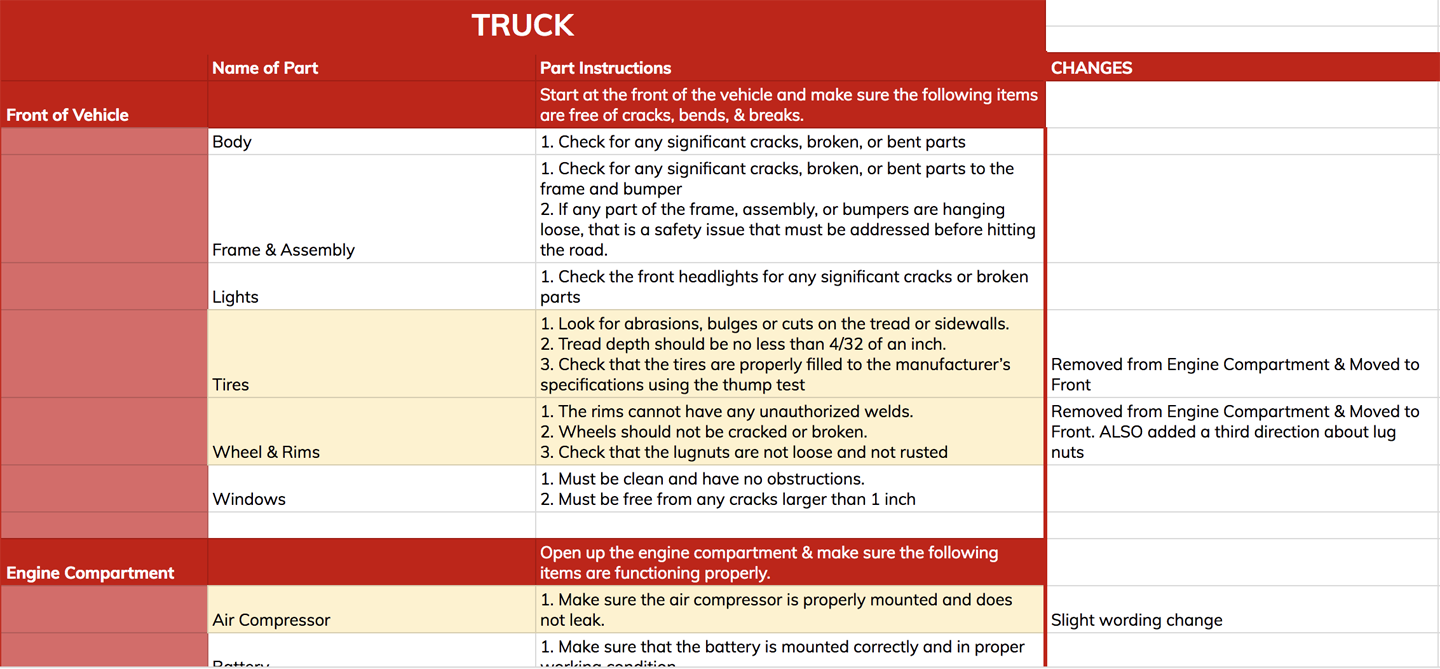 TRUCK
Name of Part
Part Instructions
CHANGES
Front of Vehicle
Start at the front of the vehicle and make sure the following items
are free of cracks, bends, & breaks.
Body
1. Check for any significant cracks, broken, or bent parts
Frame & Assembly
1. Check for any significant cracks, broken, or bent parts to the
frame and bumper
2. If any part of the frame, assembly, or bumpers are hanging
loose, that is a safety issue that must be addressed before hitting
the road.
Lights
1. Check the front headlights for any significant cracks or broken
parts
Tires
1. Look for abrasions, bulges or cuts on the tread or sidewalls.
2. Tread depth should be no less than 4/32 of an inch.
3. Check that the tires are properly filled to the manufacturer’s
specifications using the thump test
Removed from Engine Compartment & Moved to
Front
Wheel & Rims
1. The rims cannot have any unauthorized welds.
2. Wheels should not be cracked or broken.
3. Check that the lugnuts are not loose and not rusted
Removed from Engine Compartment & Moved to
Front. ALSO added a third direction about lug
nuts
Windows
1. Must be clean and have no obstructions.
2. Must be free from any cracks larger than 1 inch
Engine Compartment
Open up the engine compartment & make sure the following
items are functioning properly.
Air Compressor
1. Make sure the air compressor is properly mounted and does
not leak.
Slight wording change
Battery
1. Make sure that the battery is mounted correctly and in proper
working condition